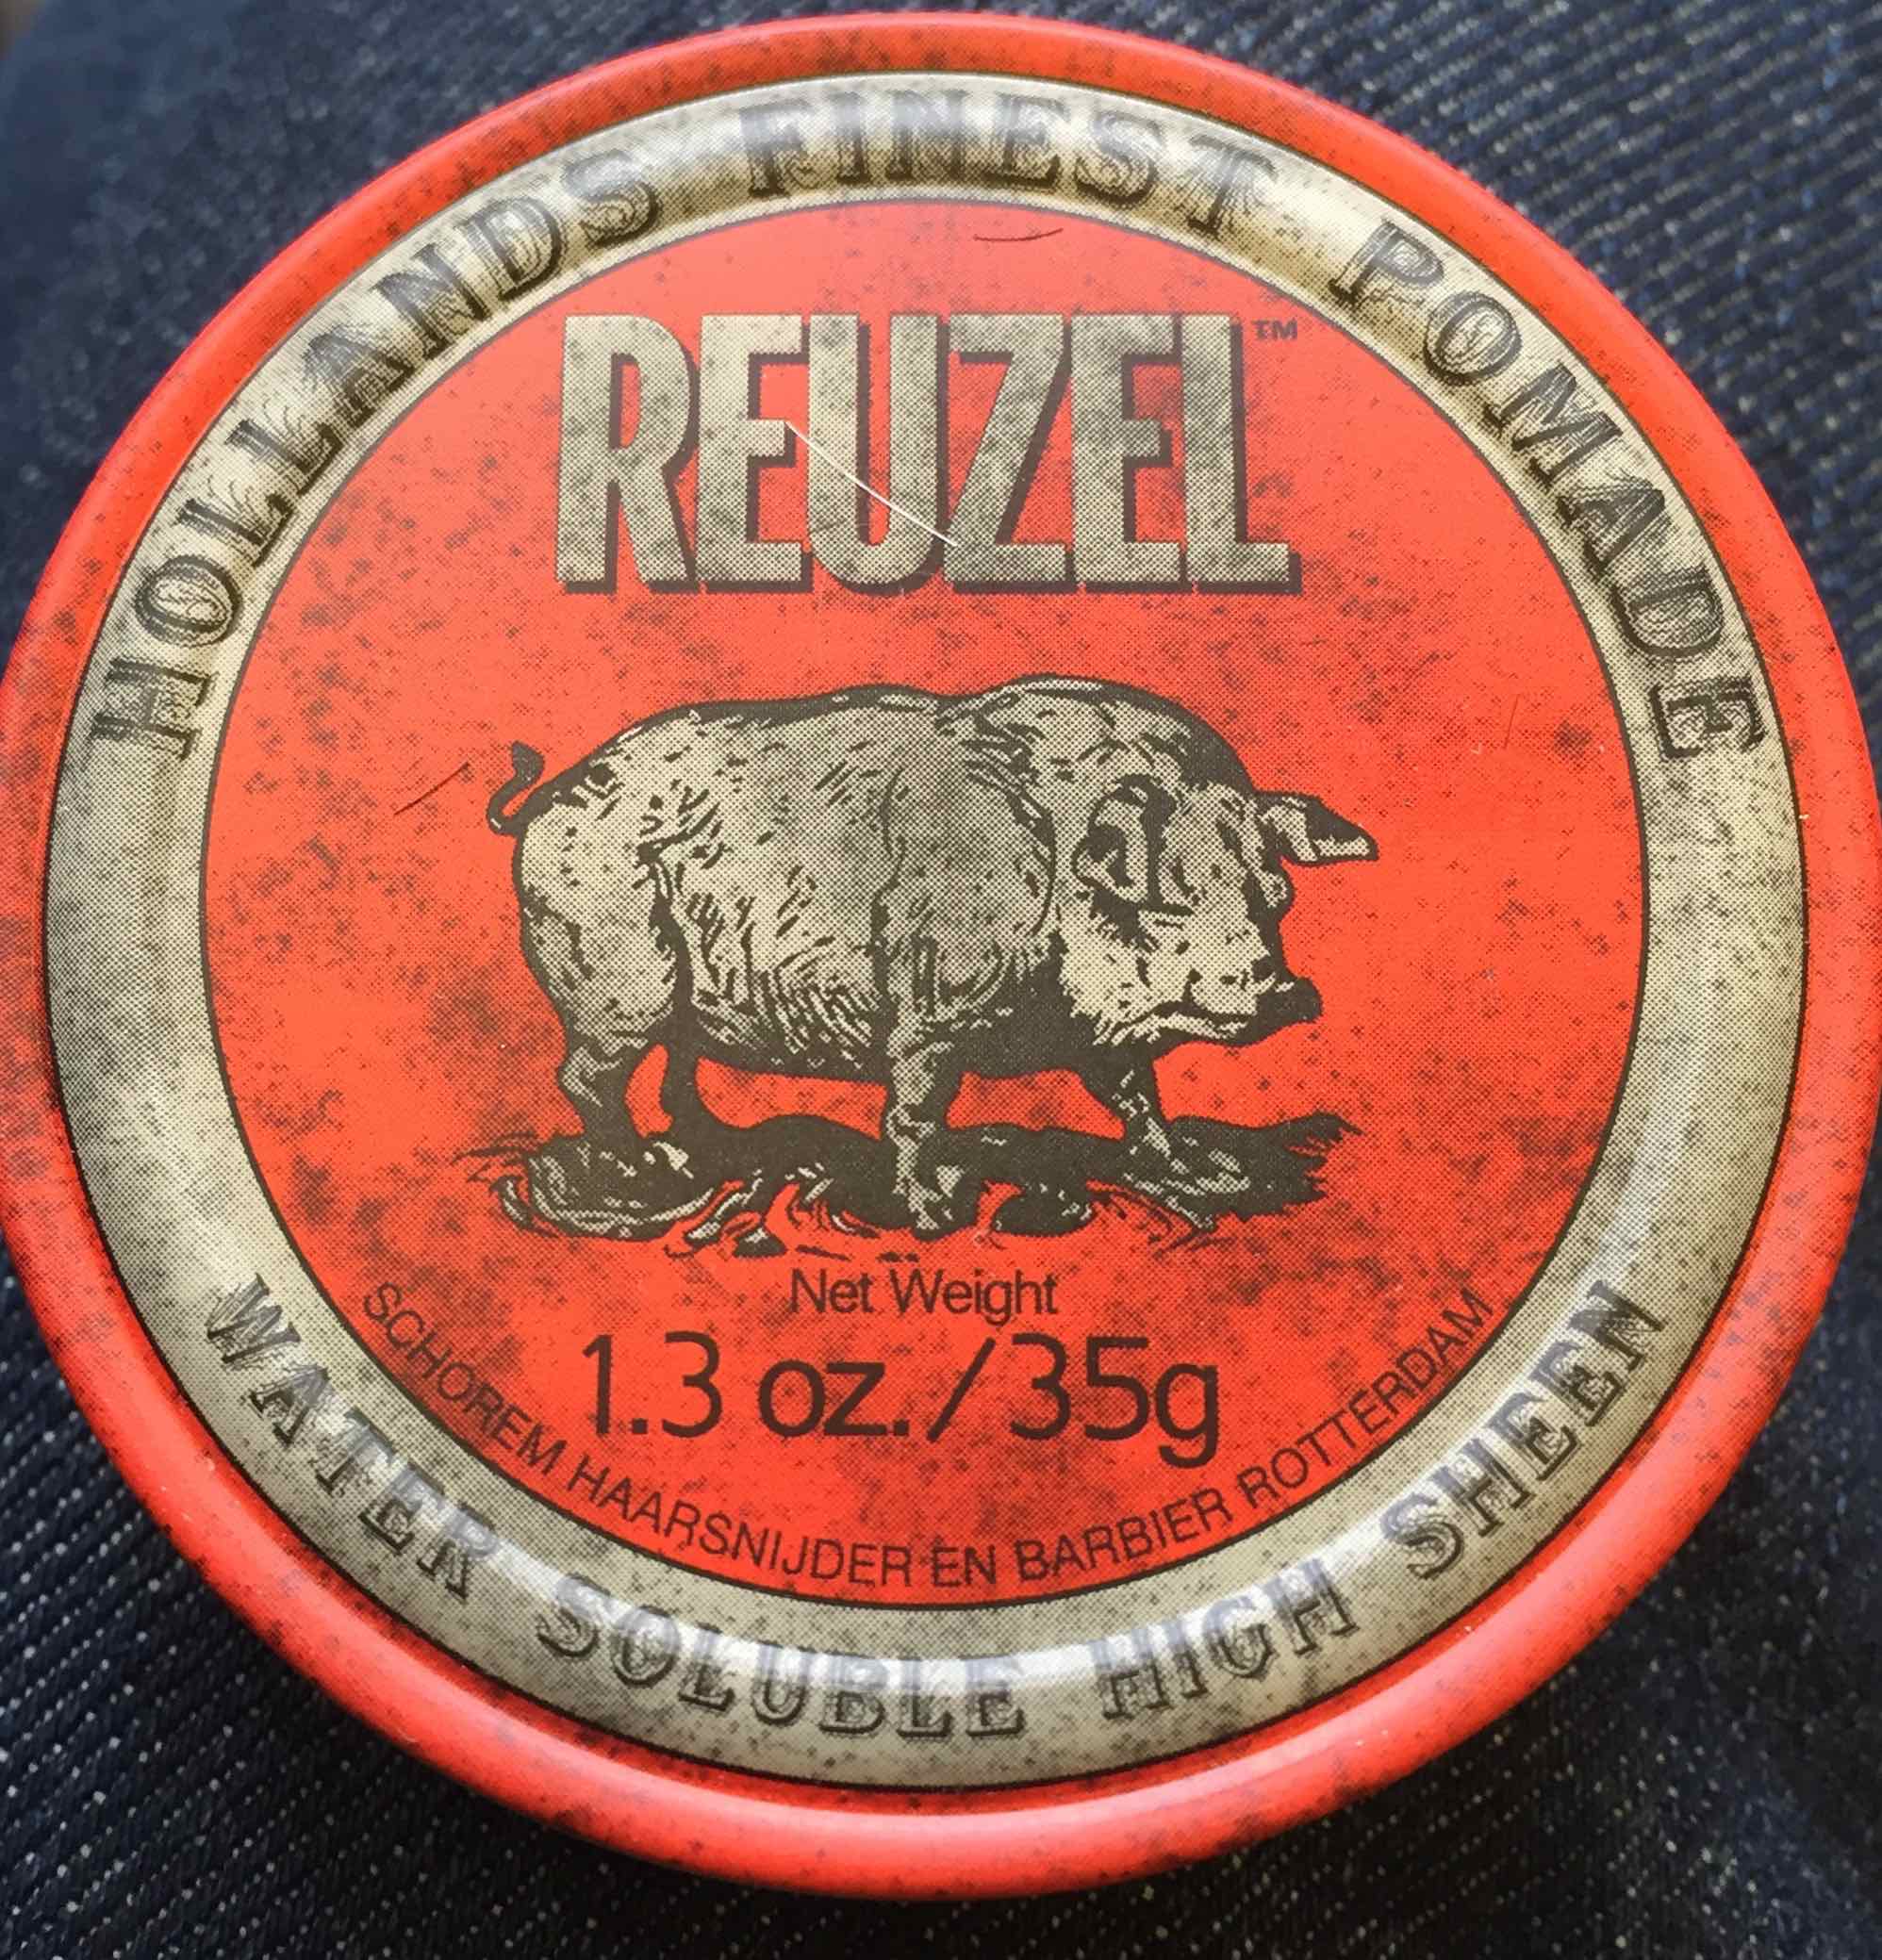 HOLLANDS FINEST POMADE
REUZEL™
Net Weight
1.3 oz./35g
SCHOREM HAARSNIJDER EN BARBIER ROTTERDAM
WATER SOLUBLE HIGH SHEEN